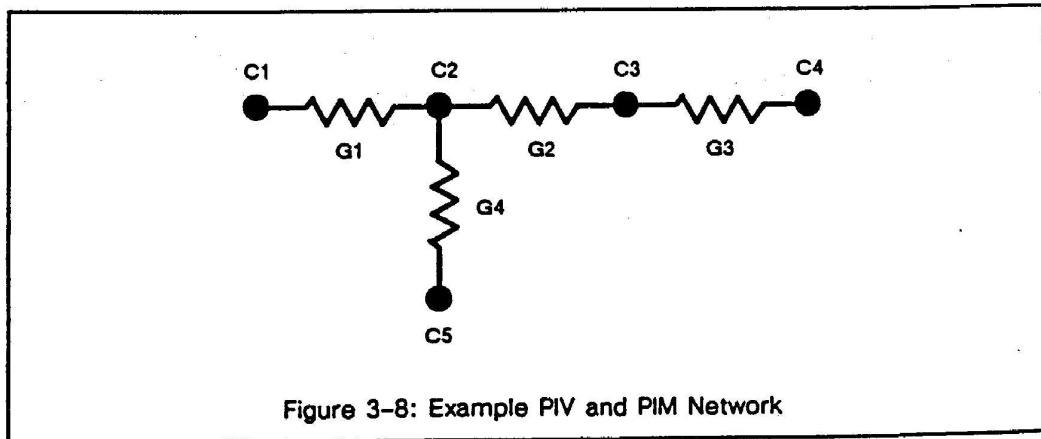 C1
C2
C3
C4
G1
G2
G3
G4
C5
Figure 3-8: Example PIV and PIM Network